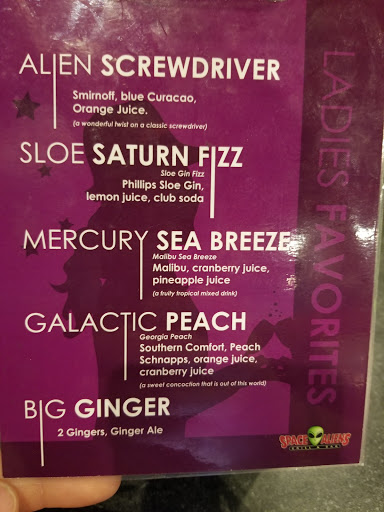 ALIEN SCREWDRIVER
Smirnoff, blue Curacao,
Orange Juice.
(a wonderful twist on a classic screwdriver)
SLOE SATURN FIZZ
Sloe Gin Fizz
Phillips Sloe Gin,
lemon juice, club soda
MERCURY SEA BREEZE
Malibu Sea Breeze
Malibu, cranberry juice,
pineapple juice
(a fruity tropical mixed drink)
GALACTIC PEACH
Georgia Peach
Southern Comfort, Peach
Schnapps, orange juice,
cranberry juice
(a sweet concoction that is out of this world)
BIG GINGER
2 Gingers, Ginger Ale
LADIES FAVORITES
SPACE ALIENS
GRILL & BAR